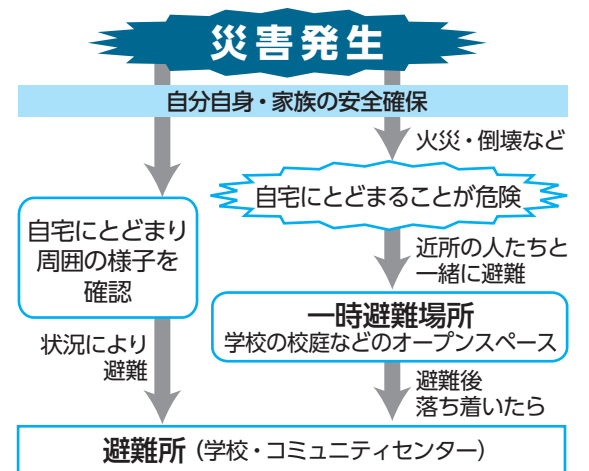 災害発生
自分自身・家族の安全確保
火災・倒壊など
自宅にとどまることが危険
自宅にとどまり
周囲の様子を
確認
近所の人たちと
一緒に避難
一時避難場所
学校の校庭などのオープンスペース
状況により
避難
避難後
落ち着いたら
避難所（学校・コミュニティセンター）